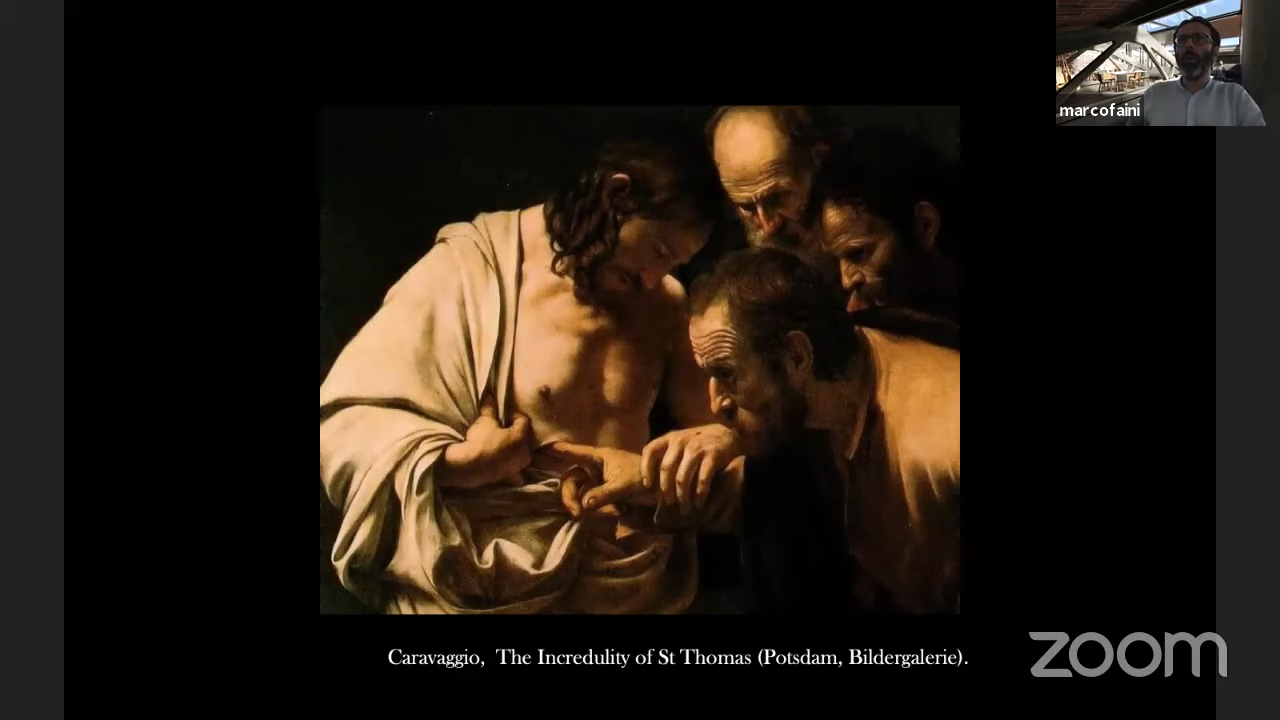 marcofaini
Caravaggio, The Incredulity of St Thomas (Potsdam, Bildergalerie).
zoom